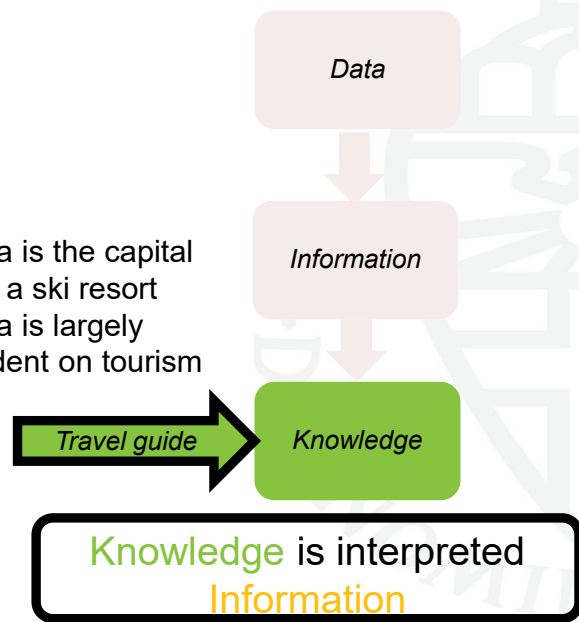 Data
a is the capital
a ski resort
a is largely
dent on tourism
Information
Travel guide
Knowledge
Knowledge is interpreted
Information